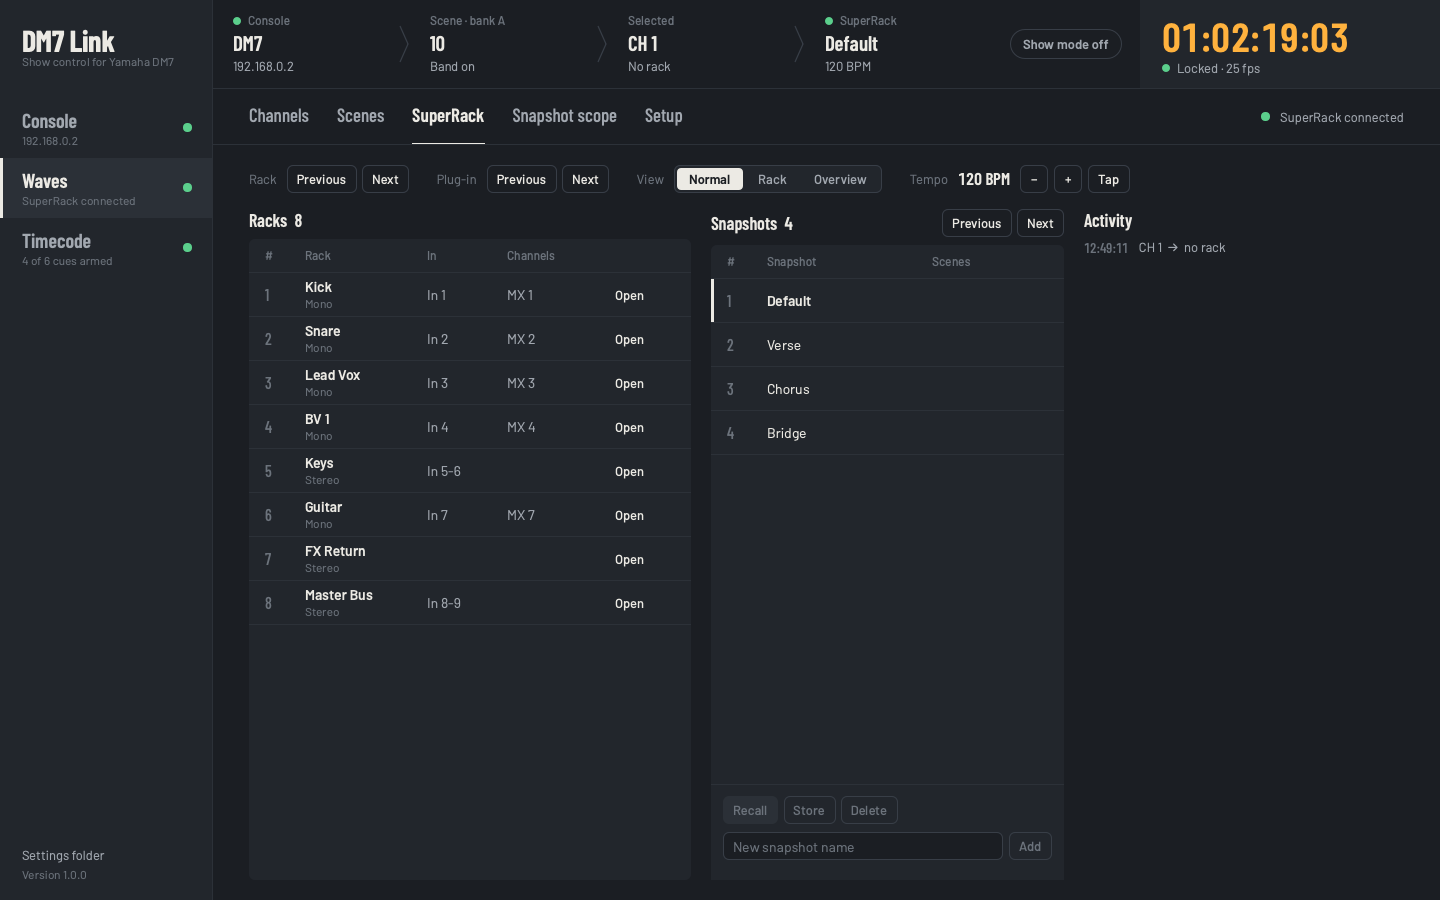 DM7 Link
Show control for Yamaha DM7
Console
192.168.0.2
Waves
SuperRack connected
Timecode
4 of 6 cues armed
Settings folder
Version 1.0.0
Console
DM7
192.168.0.2
Scene · bank A
10
Band on
Selected
CH 1
No rack
SuperRack
Default
120 BPM
Show mode off
01:02:19:03
Locked · 25 fps
Channels Scenes SuperRack Snapshot scope Setup
SuperRack connected
Rack Previous Next Plug-in Previous Next View Normal Rack Overview Tempo 120 BPM − + Tap
Racks 8
# Rack In Channels
1 Kick In 1 MX 1 Open
Mono
2 Snare In 2 MX 2 Open
Mono
3 Lead Vox In 3 MX 3 Open
Mono
4 BV 1 In 4 MX 4 Open
Mono
5 Keys In 5–6 Open
Stereo
6 Guitar In 7 MX 7 Open
Mono
7 FX Return Open
Stereo
8 Master Bus In 8–9 Open
Stereo
Snapshots 4 Previous Next
# Snapshot Scenes
1 Default
2 Verse
3 Chorus
4 Bridge
Recall Store Delete
New snapshot name Add
Activity
12:49:11 CH 1 → no rack